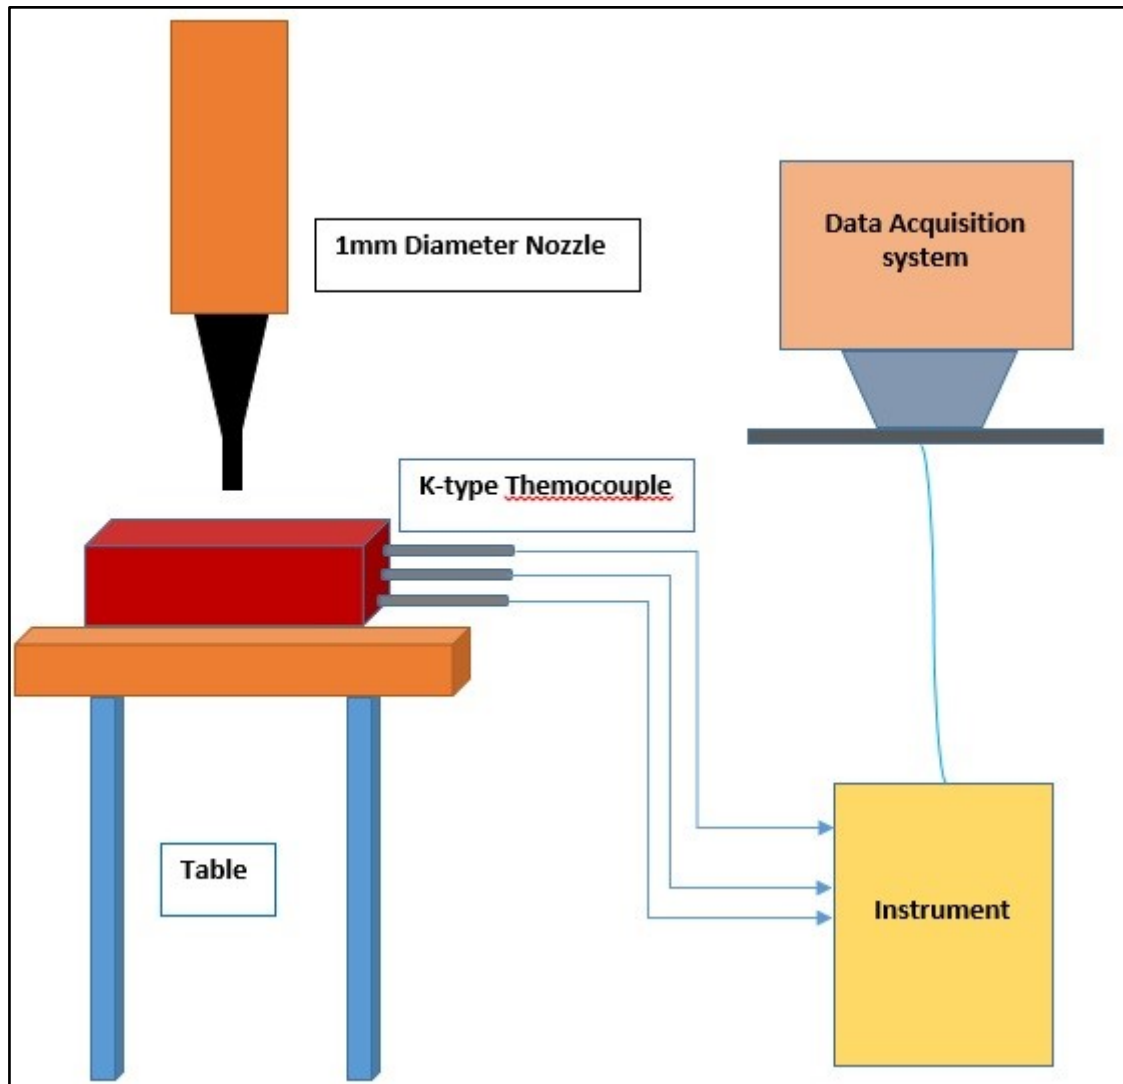 1mm Diameter Nozzle
Data Acquisition
system
K-type Themocouple
Table
Instrument